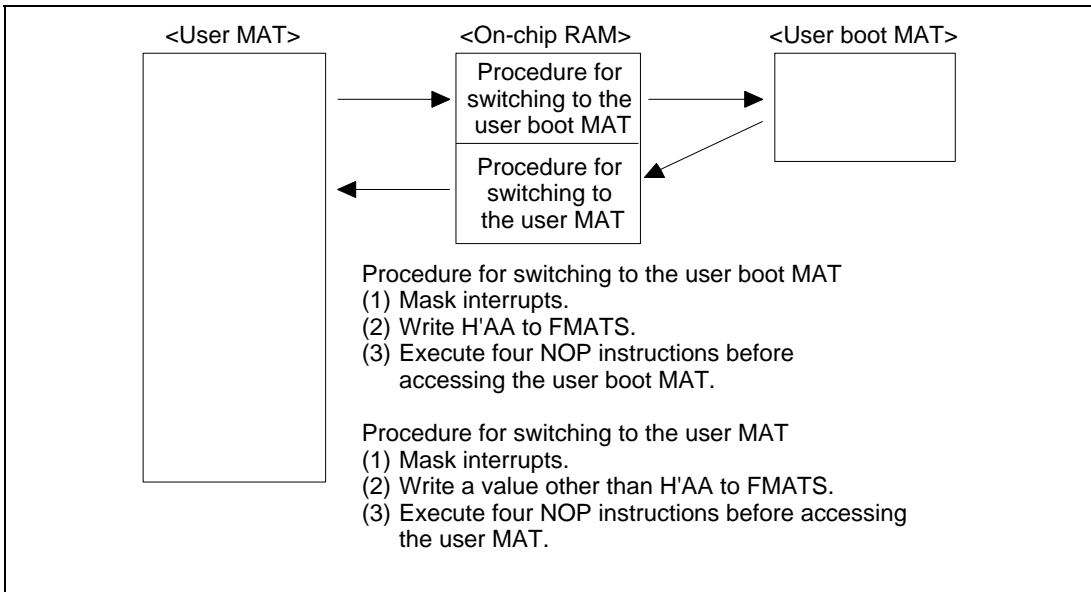 <User MAT>
<On-chip RAM>
<User boot MAT>
Procedure for
switching to the
user boot MAT
Procedure for
switching to
the user MAT
Procedure for switching to the user boot MAT
(1) Mask interrupts.
(2) Write H'AA to FMATS.
(3) Execute four NOP instructions before
accessing the user boot MAT.
Procedure for switching to the user MAT
(1) Mask interrupts.
(2) Write a value other than H'AA to FMATS.
(3) Execute four NOP instructions before accessing
the user MAT.